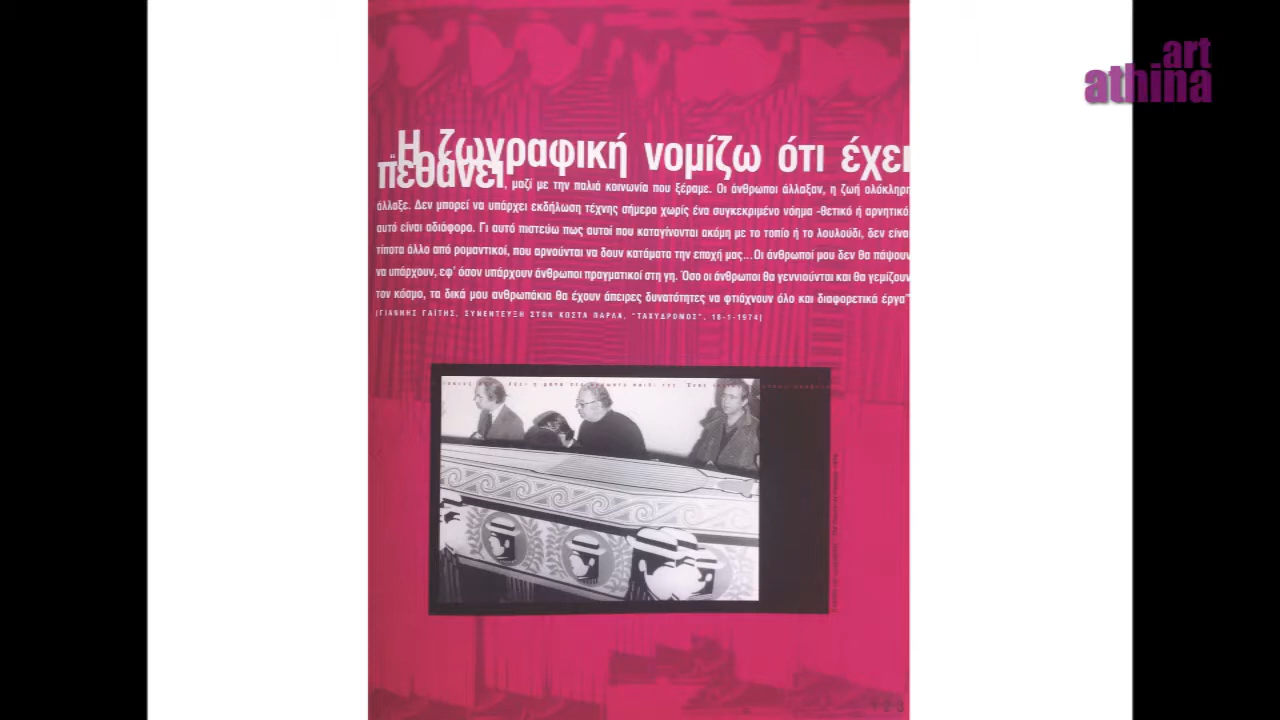 art
athina
"Η ζωγραφική νομίζω ότι έχει
πεθάνει, μαζί με την παλιά κοινωνία που ξέραμε. Οι άνθρωποι άλλαξαν, η ζωή ολόκληρη
άλλαξε. Δεν μπορεί να υπάρχει εκδήλωση τέχνης σήμερα χωρίς ένα συγκεκριμένο νόημα -θετικό ή αρνητικό
αυτό είναι αδιάφορο. Γι αυτό πιστεύω πως αυτοί που καταγίνονται ακόμη με το τοπίο ή το λουλούδι, δεν είναι
τίποτα άλλο από ρομαντικοί, που αρνούνται να δουν κατάματα την εποχή μας...Οι άνθρωποί μου δεν θα πάψουν
να υπάρχουν, εφ' όσον υπάρχουν άνθρωποι πραγματικοί στη γη. Όσο οι άνθρωποι θα γεννιούνται και θα γεμίζουν
τον κόσμο, τα δικά μου ανθρωπάκια θα έχουν άπειρες δυνατότητες να φτιάχνουν όλο και διαφορετικά έργα"
(ΓΙΑΝΝΗΣ ΓΑΪΤΗΣ, ΣΥΝΕΝΤΕΥΞΗ ΣΤΟΝ ΚΩΣΤΑ ΠΑΡΛΑ, "ΤΑΧΥΔΡΟΜΟΣ", 18-1-1974)
123